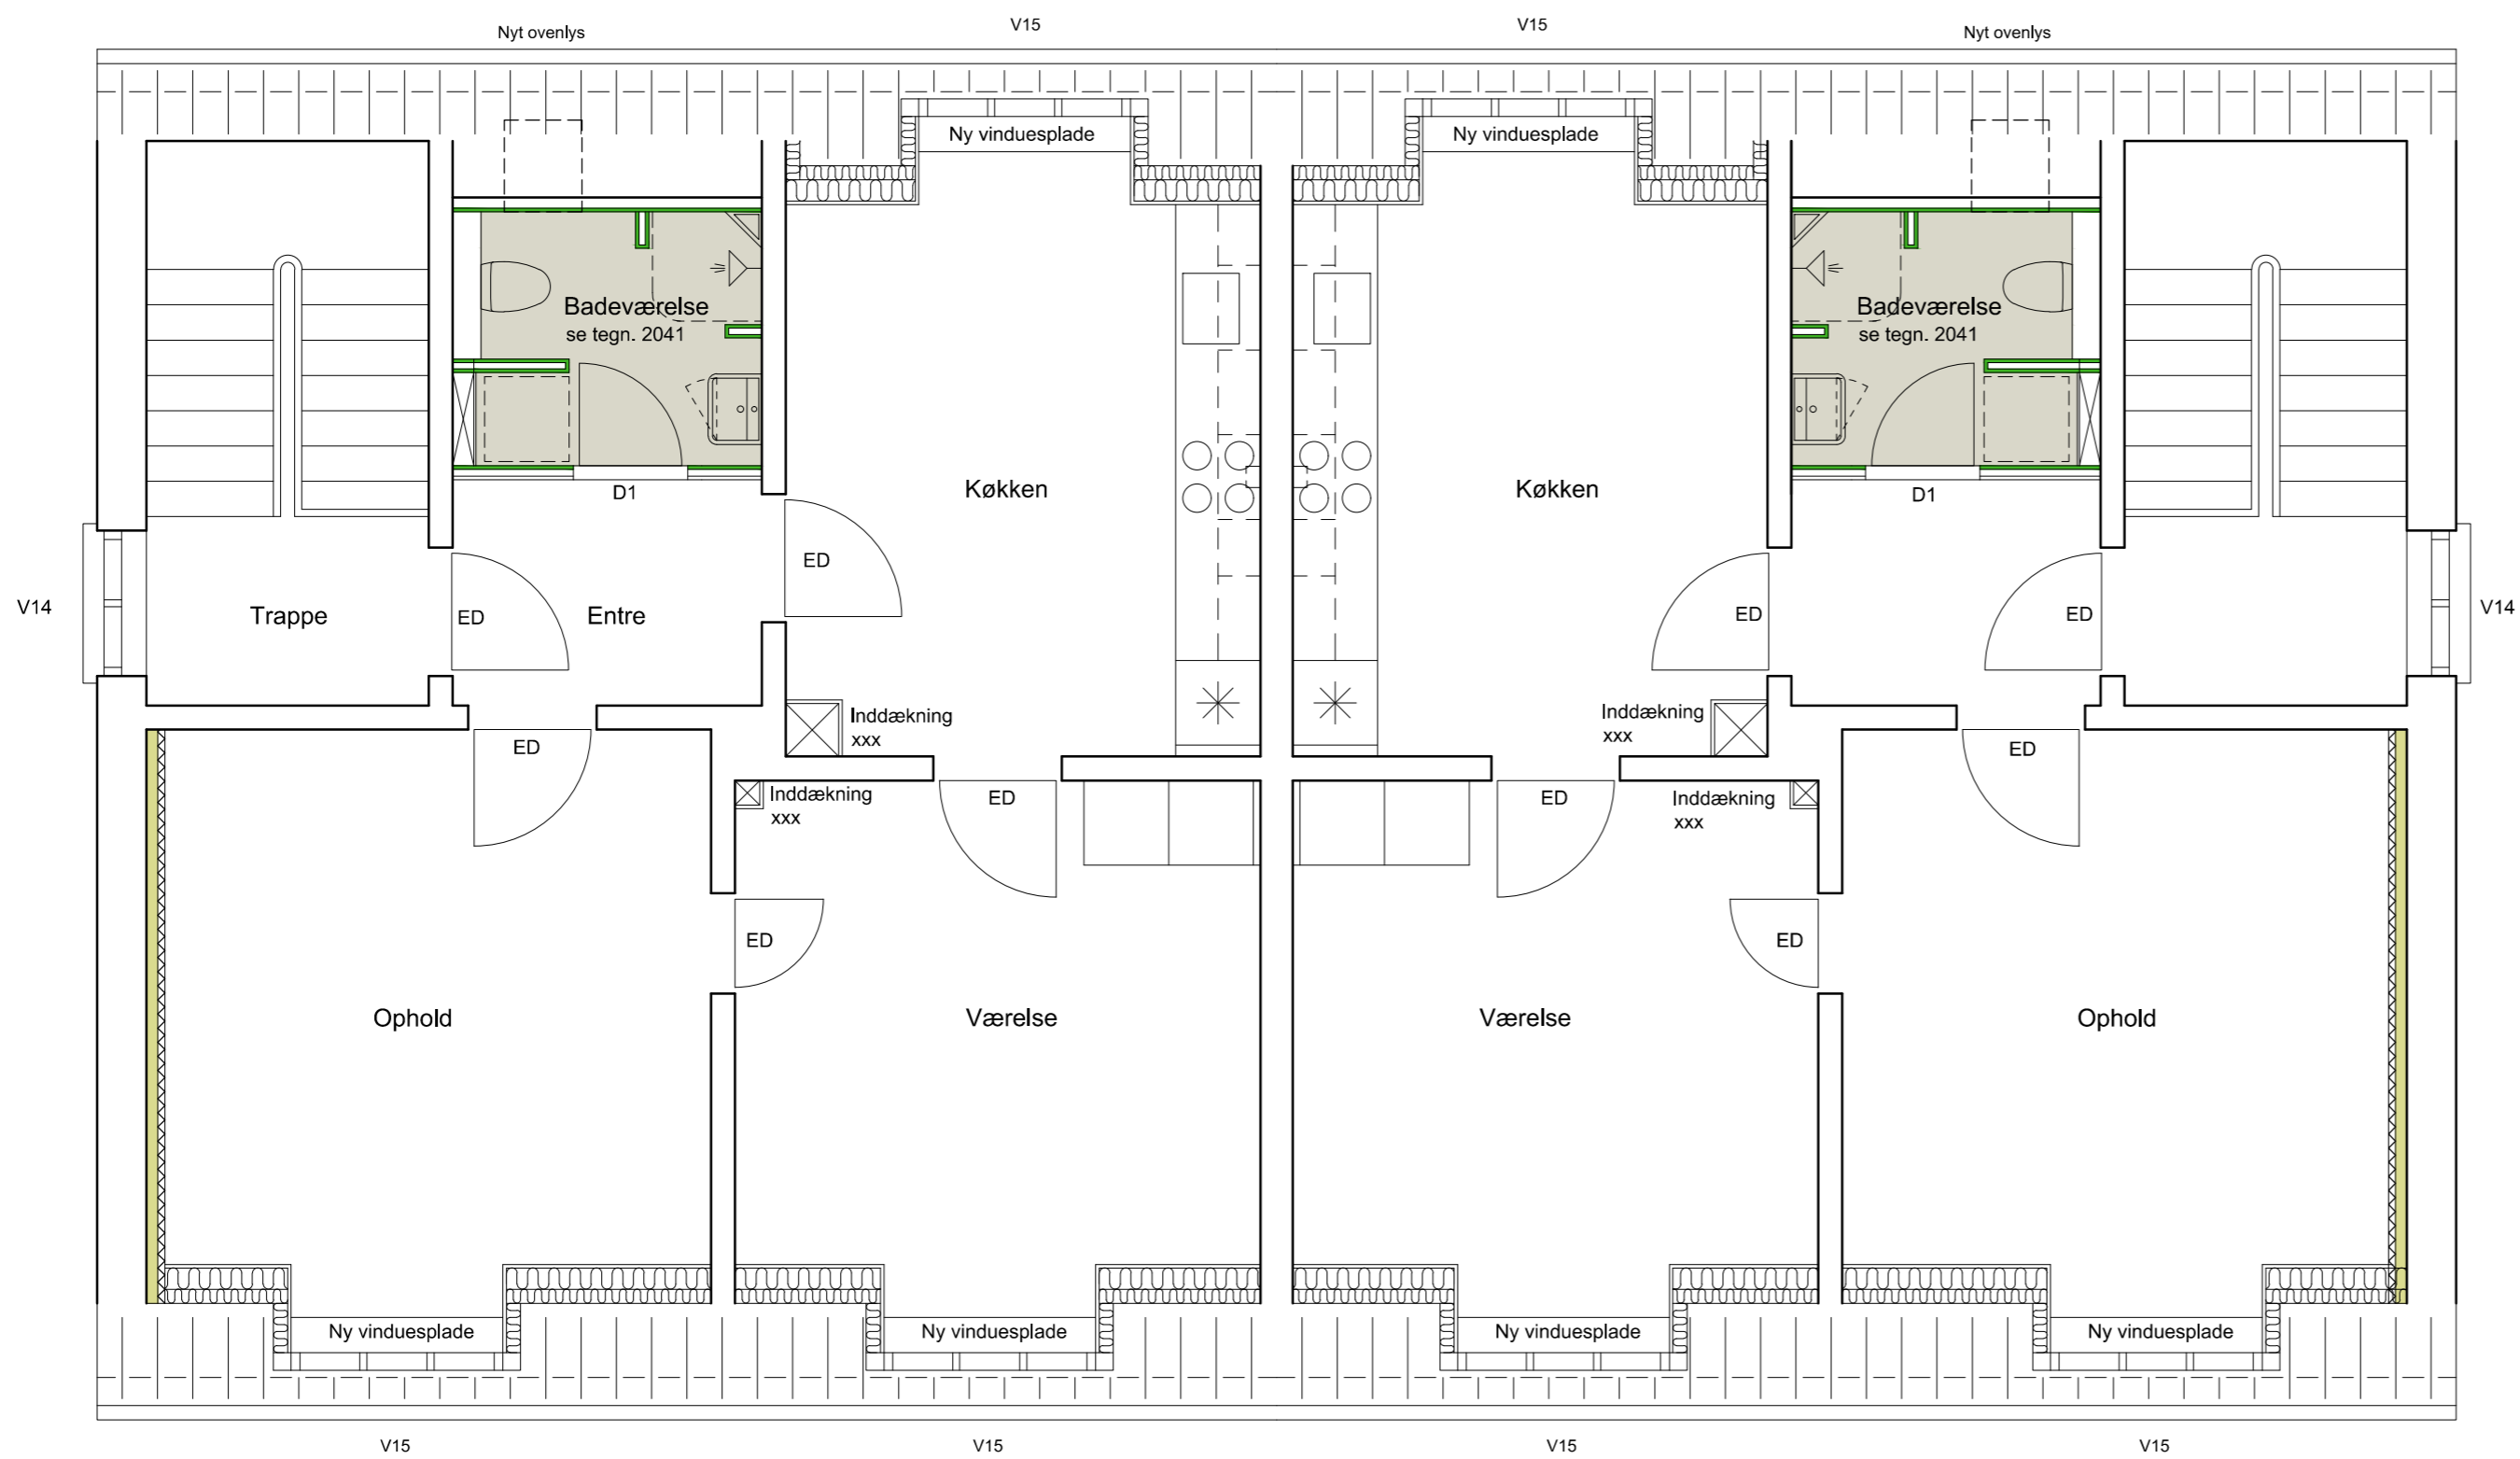 Nyt ovenlys
V15
V15
Nyt ovenlys
Ny vinduesplade
Ny vinduesplade
Badeværelse
se tegn. 2041
Badeværelse
se tegn. 2041
D1
Køkken
Køkken
D1
ED
V14
Trappe
ED
Entre
ED
ED
V14
Inddækning
xxx
Inddækning
xxx
ED
ED
Inddækning
xxx
ED
ED
Inddækning
xxx
ED
ED
Ophold
Værelse
Værelse
Ophold
Ny vinduesplade
Ny vinduesplade
Ny vinduesplade
Ny vinduesplade
V15
V15
V15
V15